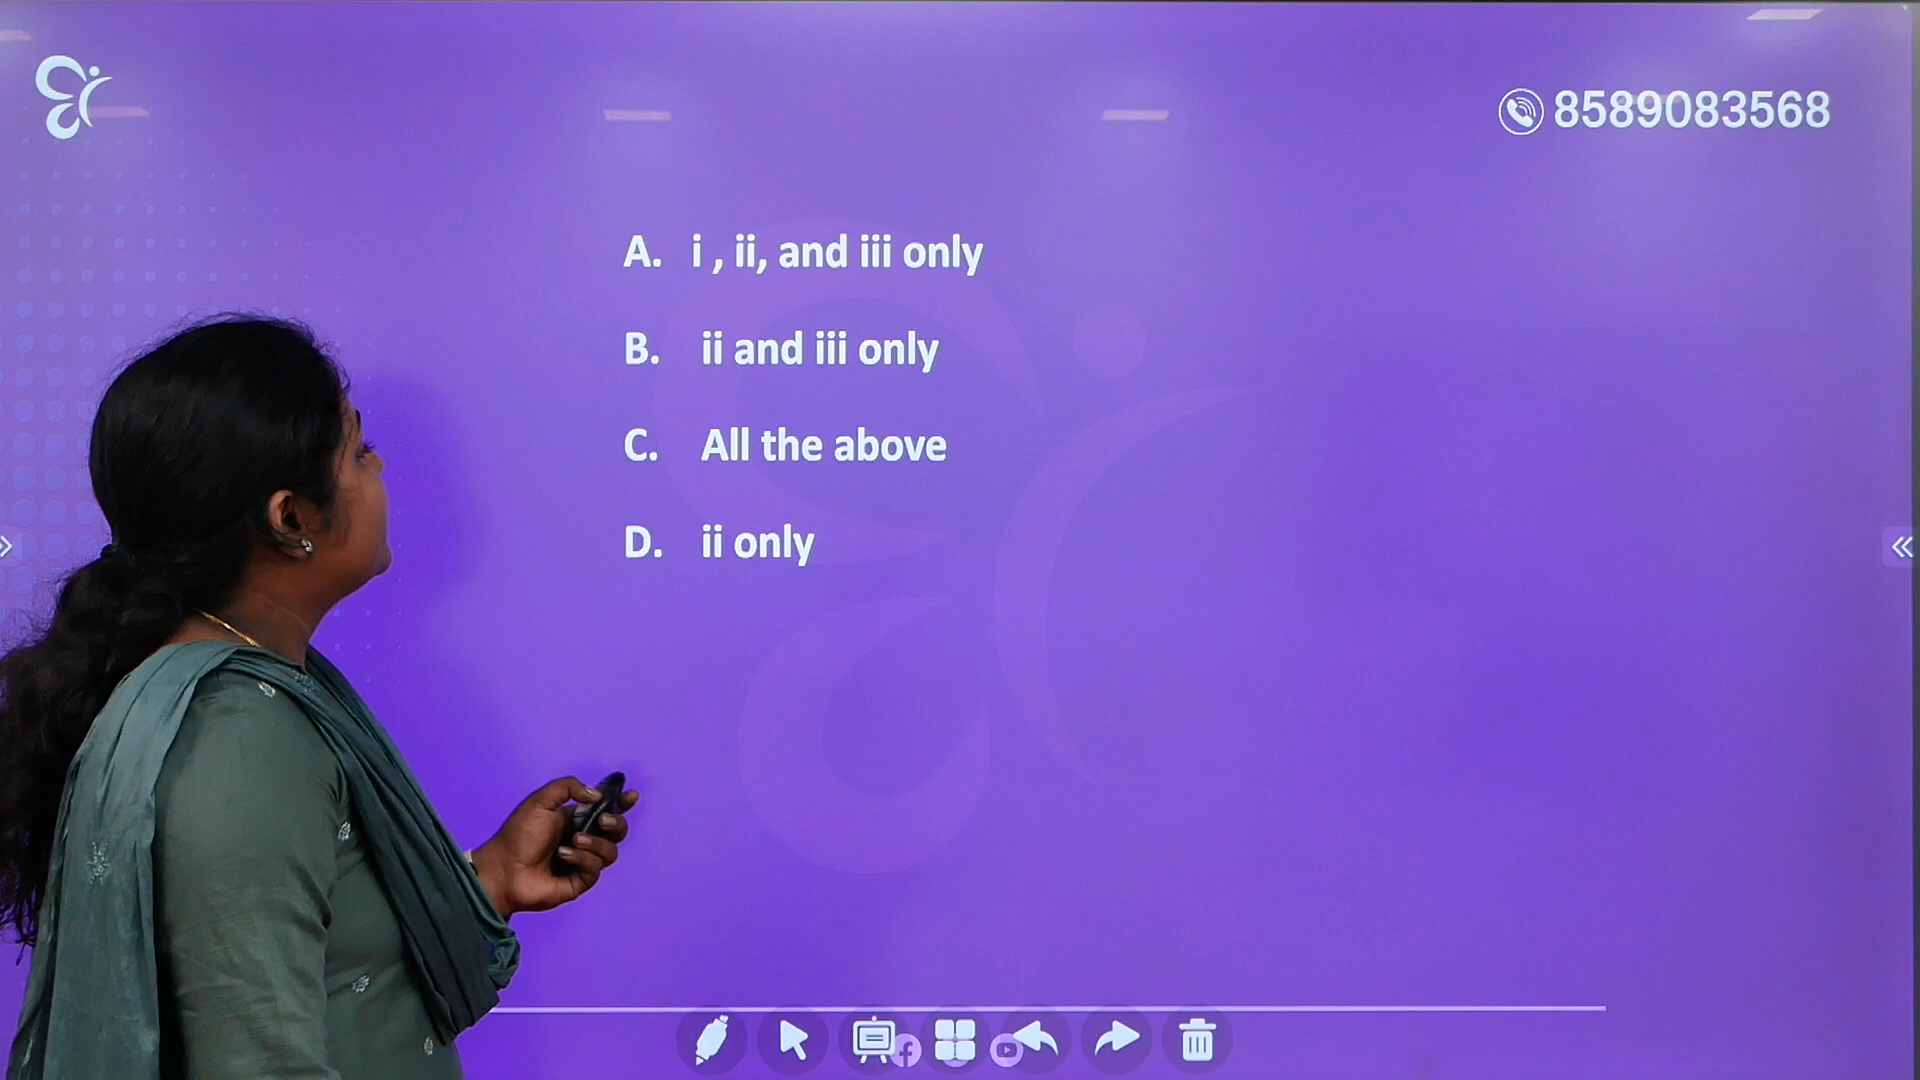 8589083568
A. i , ii, and iii only
B. ii and iii only
C. All the above
D. ii only